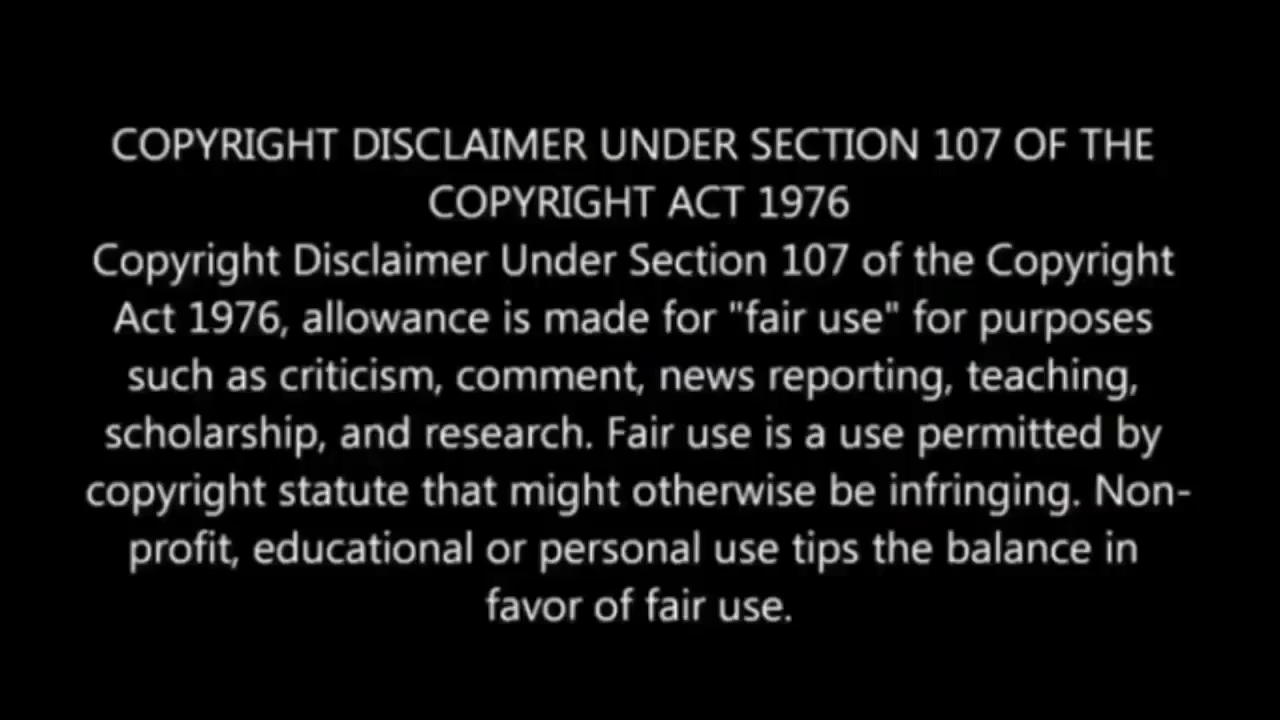 COPYRIGHT DISCLAIMER UNDER SECTION 107 OF THE
COPYRIGHT ACT 1976
Copyright Disclaimer Under Section 107 of the Copyright
Act 1976, allowance is made for "fair use" for purposes
such as criticism, comment, news reporting, teaching,
scholarship, and research. Fair use is a use permitted by
copyright statute that might otherwise be infringing. Non-
profit, educational or personal use tips the balance in
favor of fair use.